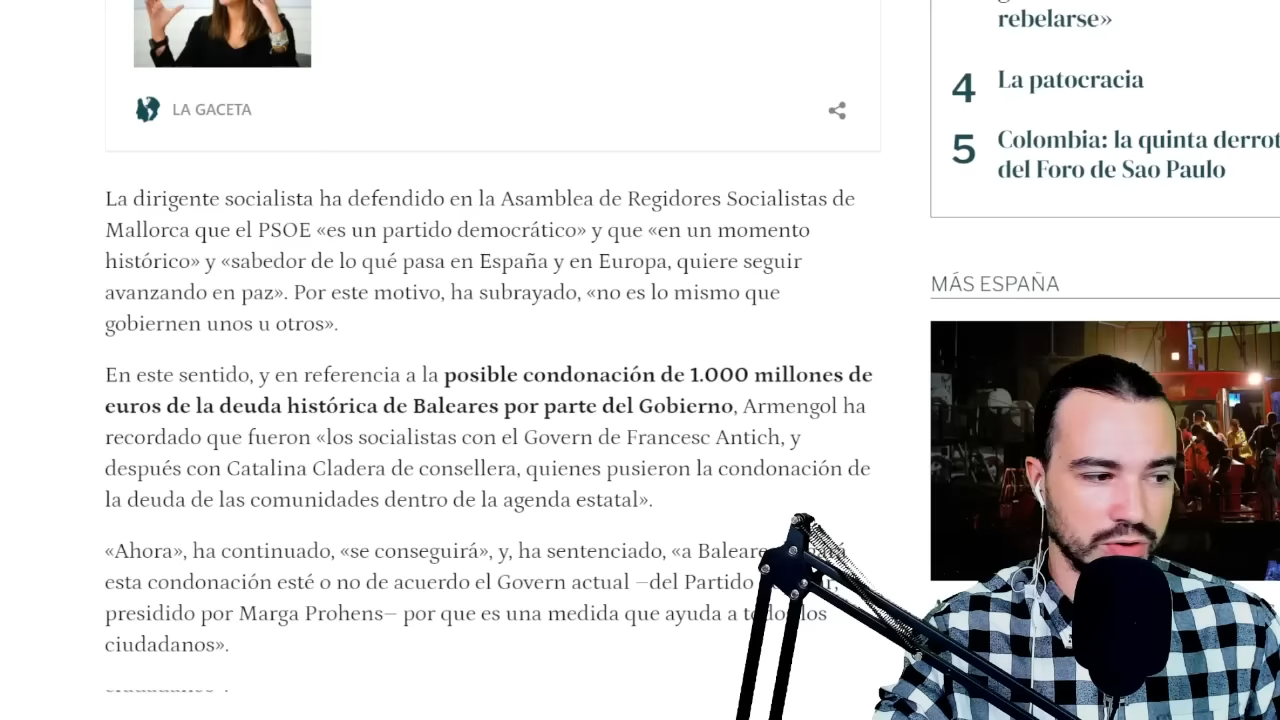 rebelarse»
4 La patocracia
5 Colombia: la quinta derrot
del Foro de Sao Paulo
LA GACETA
La dirigente socialista ha defendido en la Asamblea de Regidores Socialistas de
Mallorca que el PSOE «es un partido democrático» y que «en un momento
histórico» y «sabedor de lo qué pasa en España y en Europa, quiere seguir
avanzando en paz». Por este motivo, ha subrayado, «no es lo mismo que
gobiernen unos u otros».
En este sentido, y en referencia a la posible condonación de 1.000 millones de
euros de la deuda histórica de Baleares por parte del Gobierno, Armengol ha
recordado que fueron «los socialistas con el Govern de Francesc Antich, y
después con Catalina Cladera de consellera, quienes pusieron la condonación de
la deuda de las comunidades dentro de la agenda estatal».
«Ahora», ha continuado, «se conseguirá», y, ha sentenciado, «a Baleares
esta condonación esté o no de acuerdo el Govern actual –del Partido
presidido por Marga Prohens– por que es una medida que ayuda a todos los
ciudadanos».
MÁS ESPAÑA